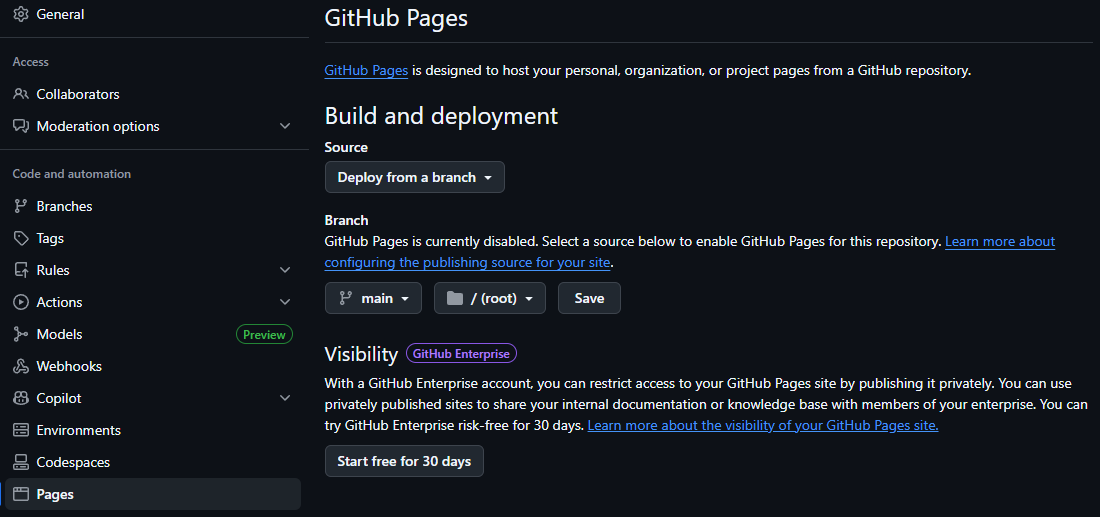 General
Access
Collaborators
Moderation options
Code and automation
Branches
Tags
Rules
Actions
Models
Preview
Webhooks
Copilot
Environments
Codespaces
Pages
GitHub Pages
GitHub Pages is designed to host your personal, organization, or project pages from a GitHub repository.
Build and deployment
Source
Deploy from a branch
Branch
GitHub Pages is currently disabled. Select a source below to enable GitHub Pages for this repository. Learn more about
configuring the publishing source for your site.
main
/ (root)
Save
Visibility
GitHub Enterprise
With a GitHub Enterprise account, you can restrict access to your GitHub Pages site by publishing it privately. You can use
privately published sites to share your internal documentation or knowledge base with members of your enterprise. You can
try GitHub Enterprise risk-free for 30 days. Learn more about the visibility of your GitHub Pages site.
Start free for 30 days